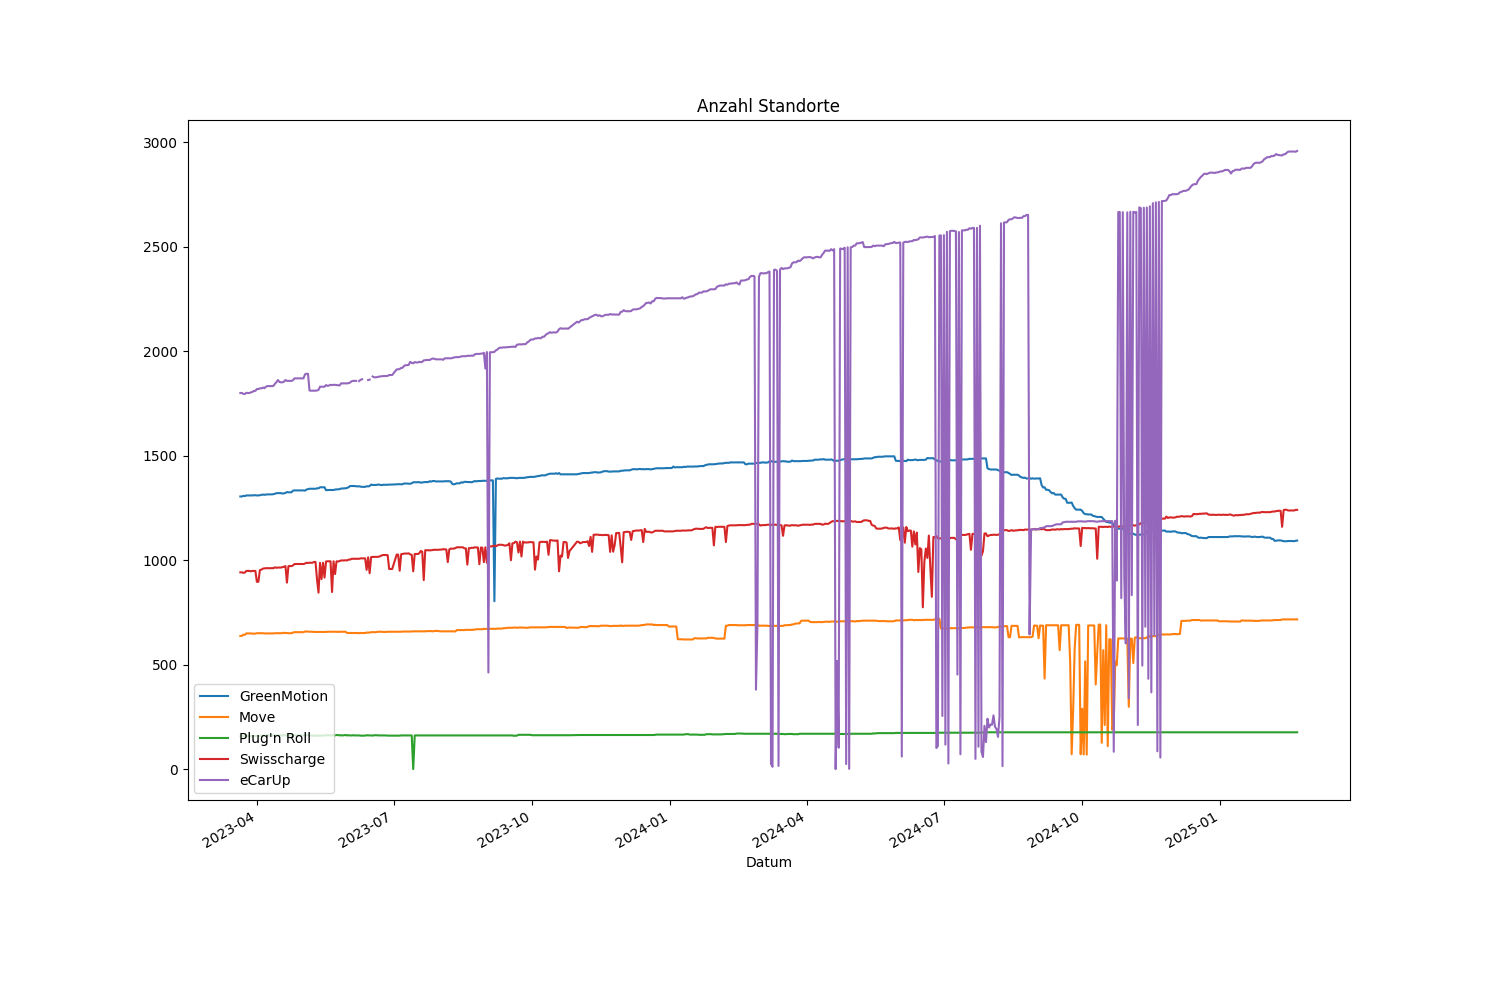 Anzahl Standorte
3000
2500
2000
1500
1000
500
0
GreenMotion
Move
Plug'n Roll
Swisscharge
eCarUp
2023-04
2023-07
2023-10
2024-01
2024-04
2024-07
2024-10
2025-01
Datum